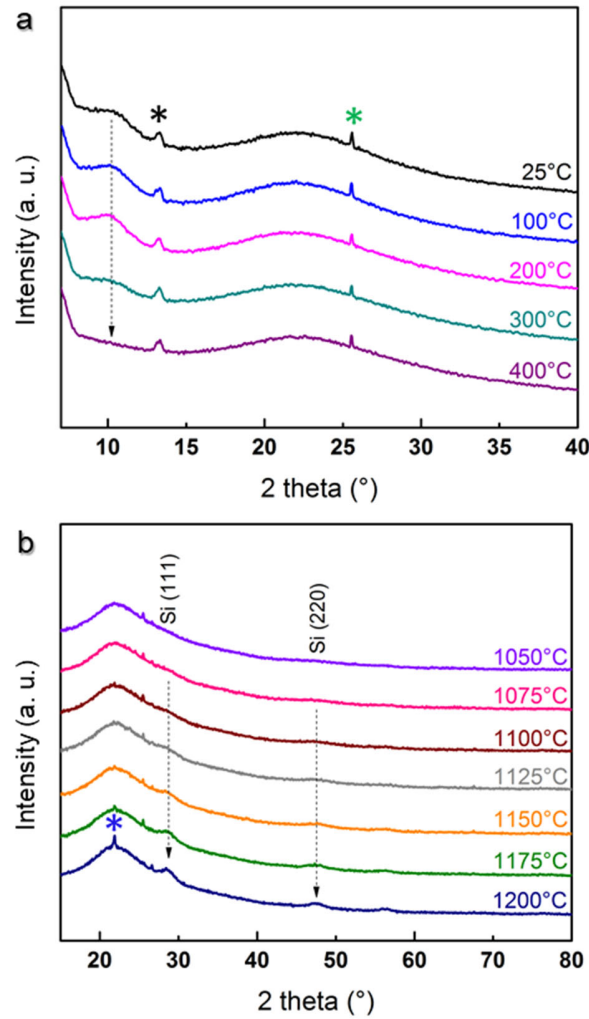 a
*
*
25°C
100°C
200°C
300°C
400°C
Intensity (a. u.)
10 15 20 25 30 35 40
2 theta (°)
b
Si (111)
Si (220)
1050°C
1075°C
1100°C
1125°C
1150°C
1175°C
*
1200°C
Intensity (a. u.)
20 30 40 50 60 70 80
2 theta (°)